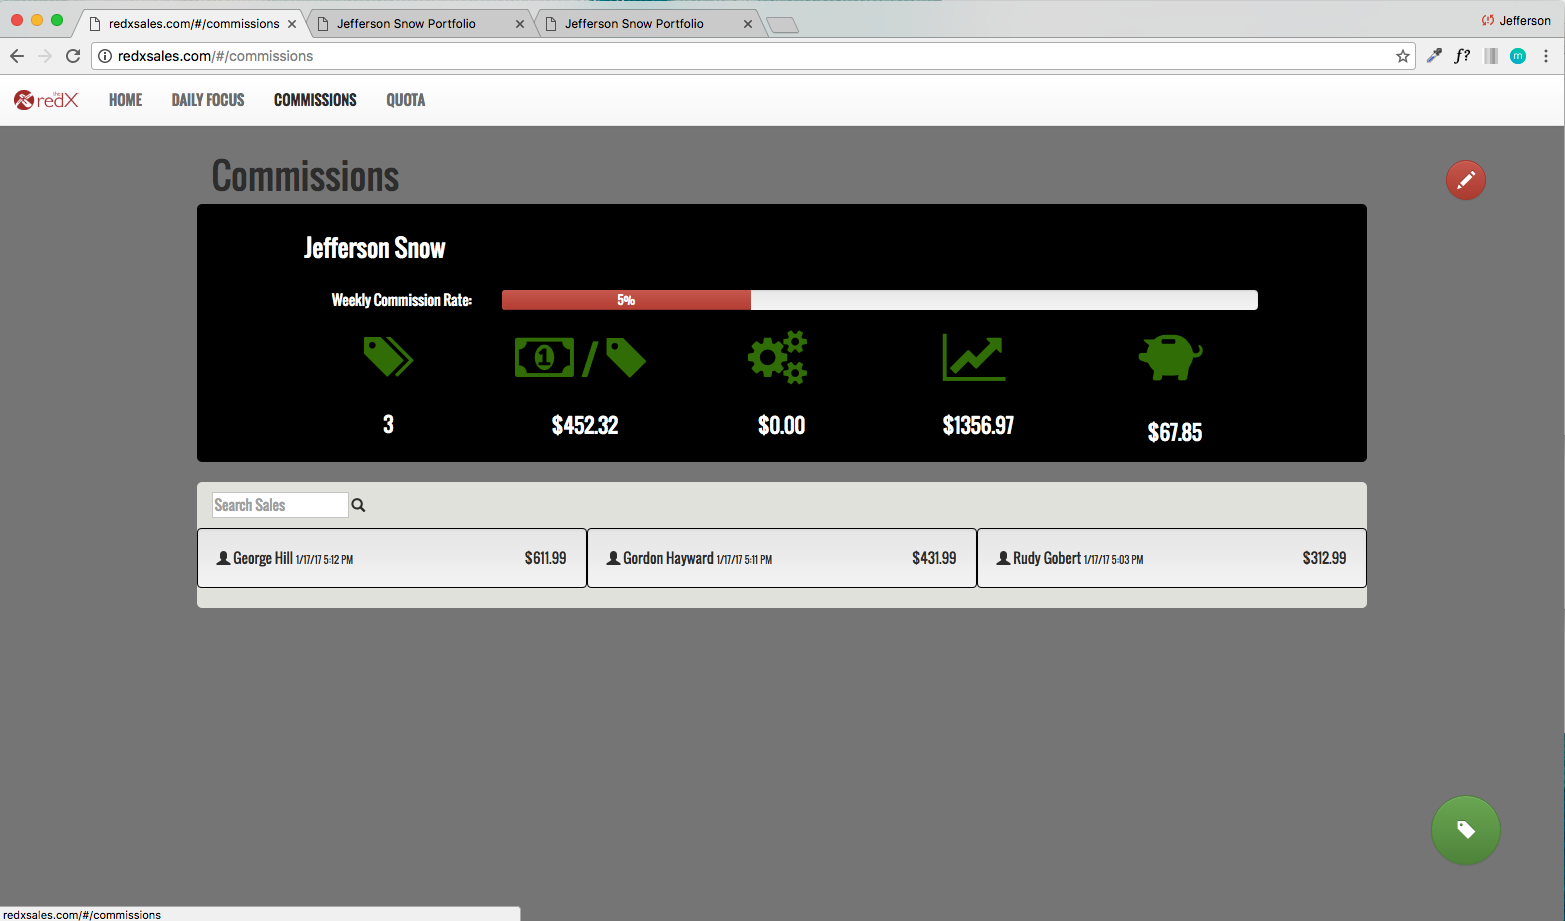 redxsales.com/#/commissions
Jefferson Snow Portfolio
Jefferson Snow Portfolio
Jefferson
redxsales.com/#/commissions
f?
m
the redX
HOME
DAILY FOCUS
COMMISSIONS
QUOTA
Commissions
Jefferson Snow
Weekly Commission Rate:
5%
1
/
3
$452.32
$0.00
$1356.97
$67.85
Search Sales
George Hill 1/17/17 5:12 PM
$611.99
Gordon Hayward 1/17/17 5:11 PM
$431.99
Rudy Gobert 1/17/17 5:03 PM
$312.99
redxsales.com/#/commissions